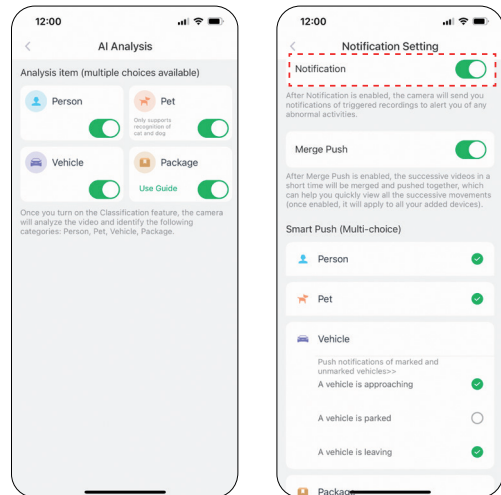 12:00
AI Analysis
Analysis item (multiple choices available)
Person
Pet
Only supports
recognition of
cat and dog
Vehicle
Package
Use Guide
Once you turn on the Classification feature, the camera
will analyze the video and identify the following
categories: Person, Pet, Vehicle, Package.
12:00
Notification Setting
Notification
After Notification is enabled, the camera will send you
notifications of triggered recordings to alert you of any
abnormal activities.
Merge Push
After Merge Push is enabled, the successive videos in a
short time will be merged and pushed together, which
can help you quickly view all the successive movements
(once enabled, it will apply to all your added devices).
Smart Push (Multi-choice)
Person
Pet
Vehicle
Push notifications of marked and
unmarked vehicles>>
A vehicle is approaching
A vehicle is parked
A vehicle is leaving
Package